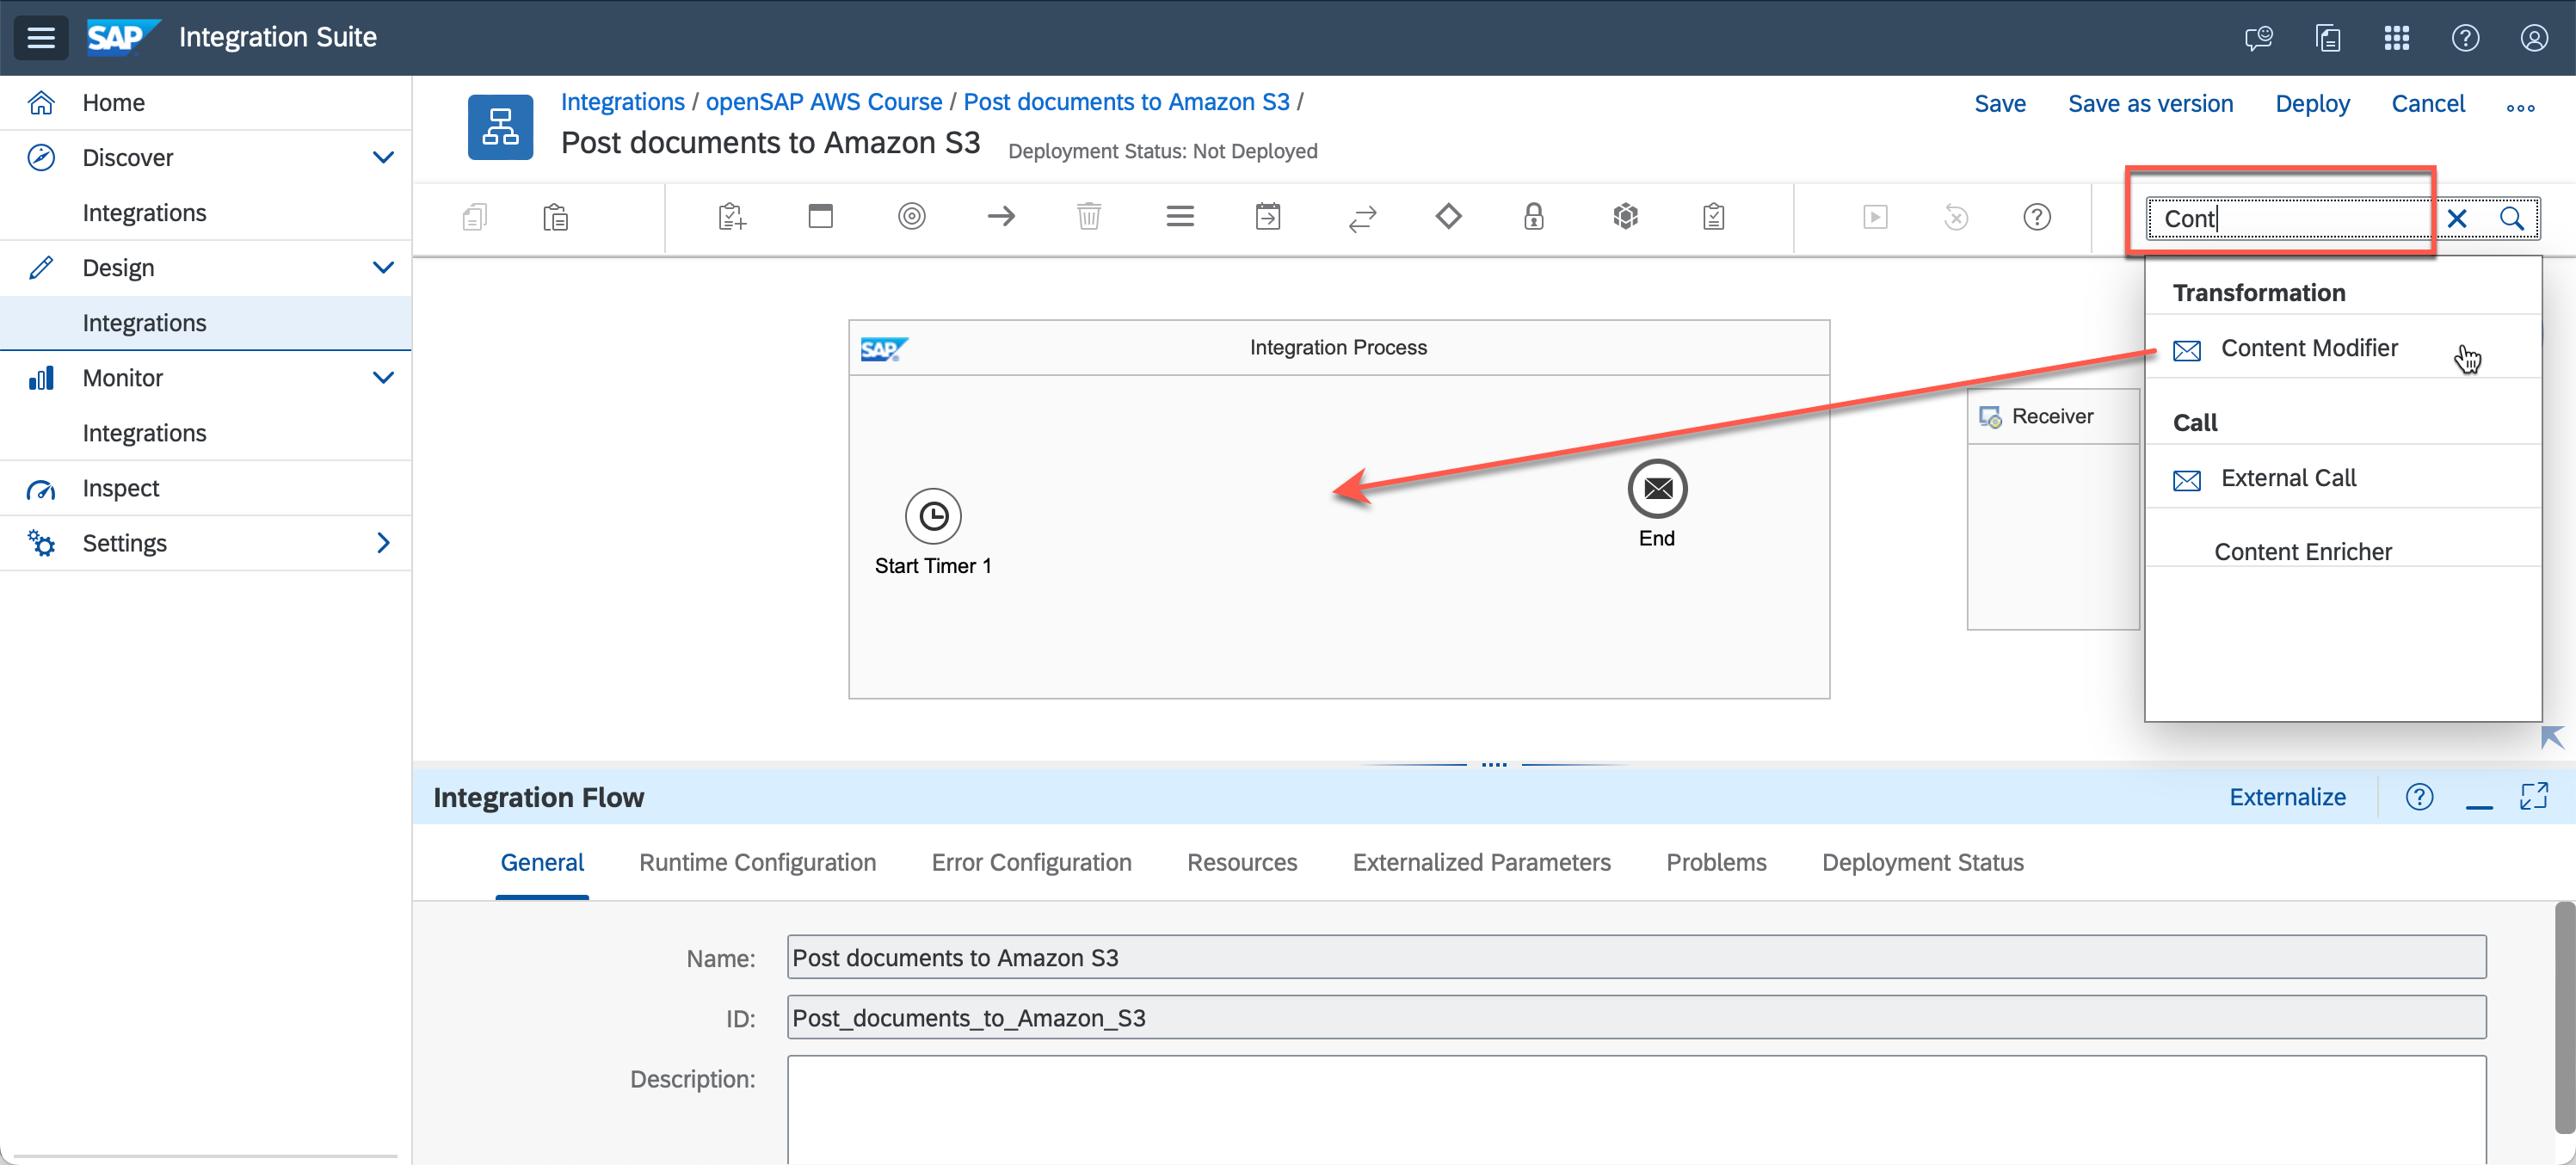 SAP Integration Suite
Home
Discover
Integrations
Design
Integrations
Monitor
Integrations
Inspect
Settings
Integrations / openSAP AWS Course / Post documents to Amazon S3 /
Post documents to Amazon S3 Deployment Status: Not Deployed
Save Save as version Deploy Cancel
Cont
Transformation
Content Modifier
Call
External Call
Content Enricher
SAP Integration Process
Start Timer 1
End
Receiver
Integration Flow
Externalize
General Runtime Configuration Error Configuration Resources Externalized Parameters Problems Deployment Status
Name: Post documents to Amazon S3
ID: Post_documents_to_Amazon_S3
Description: